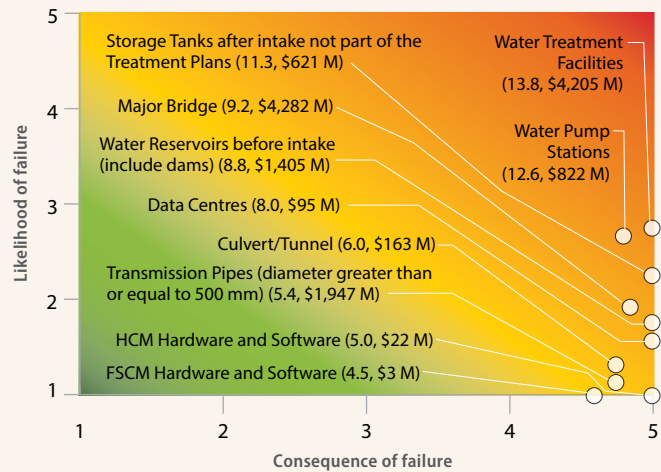 5
4
3
2
1
Likelihood of failure
Storage Tanks after intake not part of the
Treatment Plans (11.3, $621 M)
Major Bridge (9.2, $4,282 M)
Water Reservoirs before intake
(include dams) (8.8, $1,405 M)
Data Centres (8.0, $95 M)
Culvert/Tunnel (6.0, $163 M)
Transmission Pipes (diameter greater than
or equal to 500 mm) (5.4, $1,947 M)
HCM Hardware and Software (5.0, $22 M)
FSCM Hardware and Software (4.5, $3 M)
Water Treatment
Facilities
(13.8, $4,205 M)
Water Pump
Stations
(12.6, $822 M)
1
2
3
4
5
Consequence of failure